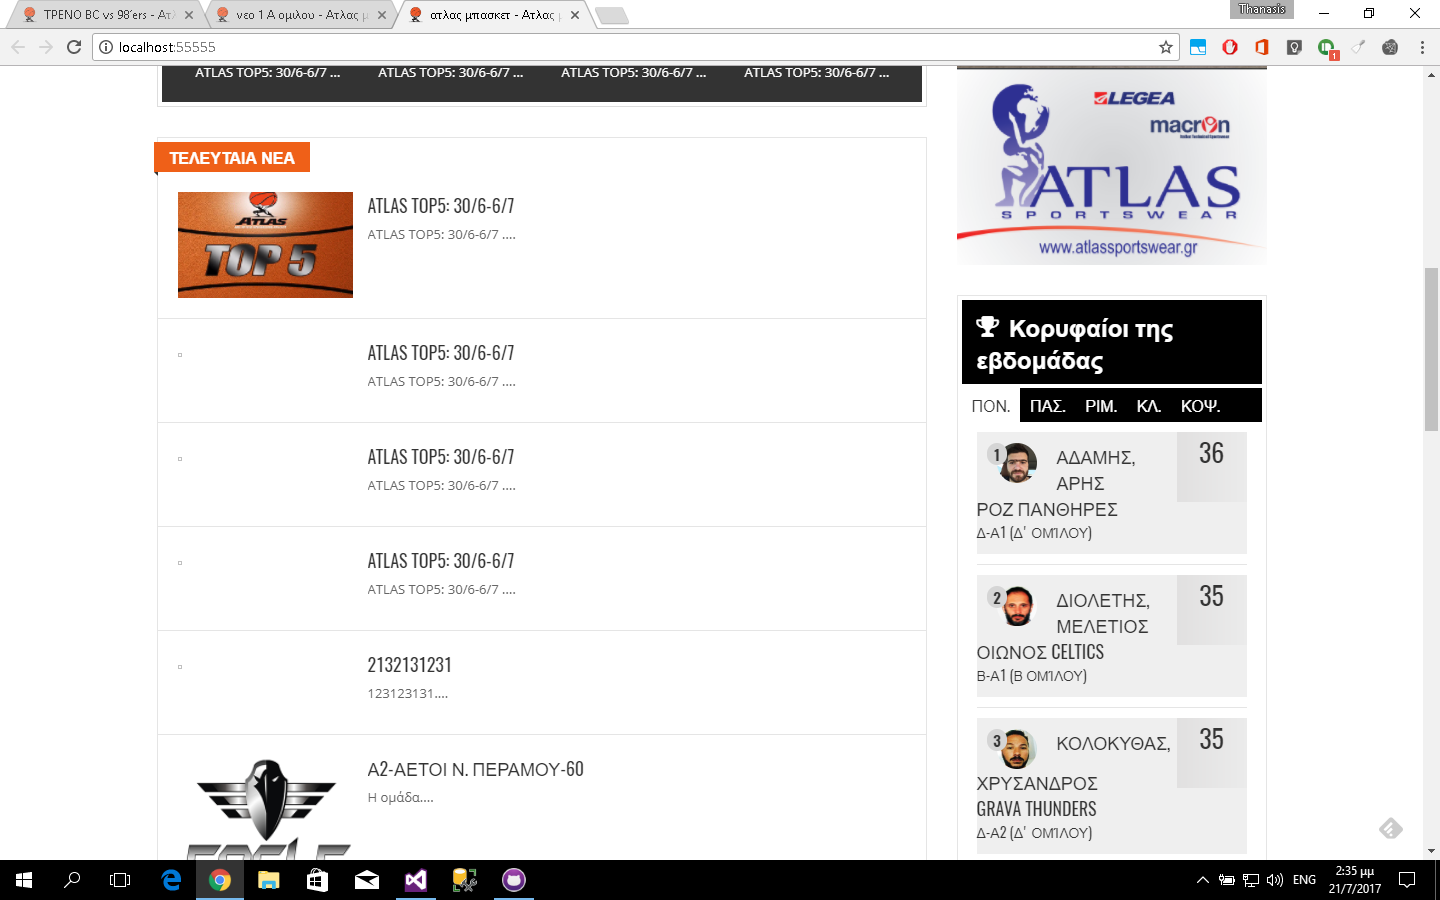 ΤΡΕΝΟ BC vs 98΄ers - Ατλ
νεο 1 Α ομιλου - Ατλας μ
ατλας μπασκετ - Ατλας μ
Thanasis
localhost:55555
1
ATLAS TOP5: 30/6-6/7 ...
ATLAS TOP5: 30/6-6/7 ...
ATLAS TOP5: 30/6-6/7 ...
ATLAS TOP5: 30/6-6/7 ...
ΤΕΛΕΥΤΑΙΑ ΝΕΑ
ATLAS
TOP 5
ATLAS TOP5: 30/6-6/7
ATLAS TOP5: 30/6-6/7 ....
ATLAS TOP5: 30/6-6/7
ATLAS TOP5: 30/6-6/7 ....
ATLAS TOP5: 30/6-6/7
ATLAS TOP5: 30/6-6/7 ....
ATLAS TOP5: 30/6-6/7
ATLAS TOP5: 30/6-6/7 ....
2132131231
123123131....
Α2-ΑΕΤΟΙ Ν. ΠΕΡΑΜΟΥ-60
Η ομάδα....
EAGLE
LEGEA
macron
ATLAS
SPORTSWEAR
www.atlassportswear.gr
Κορυφαίοι της
εβδομάδας
ΠΟΝ.
ΠΑΣ.
ΡΙΜ.
ΚΛ.
ΚΟΨ.
1
ΑΔΑΜΗΣ,
ΑΡΗΣ
36
ΡΟΖ ΠΑΝΘΗΡΕΣ
Δ-Α1 (Δ΄ ΟΜΊΛΟΥ)
2
ΔΙΟΛΕΤΗΣ,
ΜΕΛΕΤΙΟΣ
35
ΟΙΩΝΟΣ CELTICS
Β-Α1 (Β ΟΜΊΛΟΥ)
3
ΚΟΛΟΚΥΘΑΣ,
35
ΧΡΥΣΑΝΔΡΟΣ
GRAVA THUNDERS
Δ-Α2 (Δ΄ ΟΜΊΛΟΥ)
ENG
2:35 μμ
21/7/2017